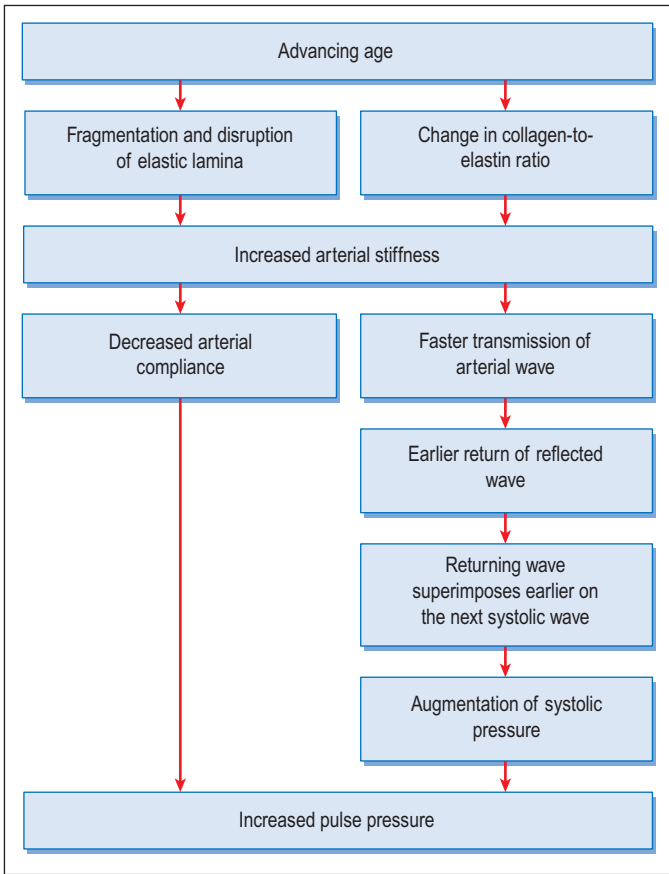 Advancing age
Fragmentation and disruption
of elastic lamina
Change in collagen-to-
elastin ratio
Increased arterial stiffness
Decreased arterial
compliance
Faster transmission of
arterial wave
Earlier return of reflected
wave
Returning wave
superimposes earlier on
the next systolic wave
Augmentation of systolic
pressure
Increased pulse pressure